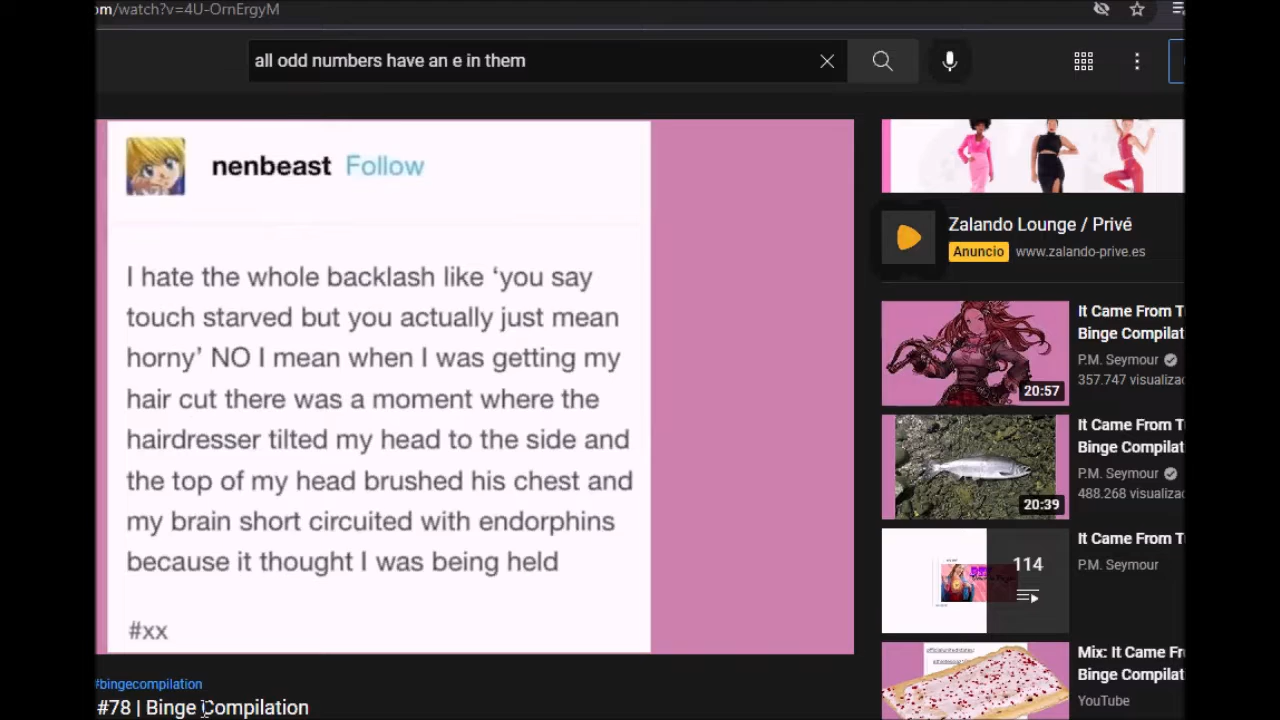 om/watch?v=4U-OrnErgyM
all odd numbers have an e in them
nenbeast Follow
I hate the whole backlash like ‘you say
touch starved but you actually just mean
horny’ NO I mean when I was getting my
hair cut there was a moment where the
hairdresser tilted my head to the side and
the top of my head brushed his chest and
my brain short circuited with endorphins
because it thought I was being held
#xx
#bingecompilation
#78 | Binge Compilation
Zalando Lounge / Privé
Anuncio www.zalando-prive.es
It Came From T
Binge Compilat
P.M. Seymour
357.747 visualizac
20:57
It Came From T
Binge Compilat
P.M. Seymour
488.268 visualizac
20:39
It Came From T
P.M. Seymour
114
Mix: It Came Fr
Binge Compilat
YouTube